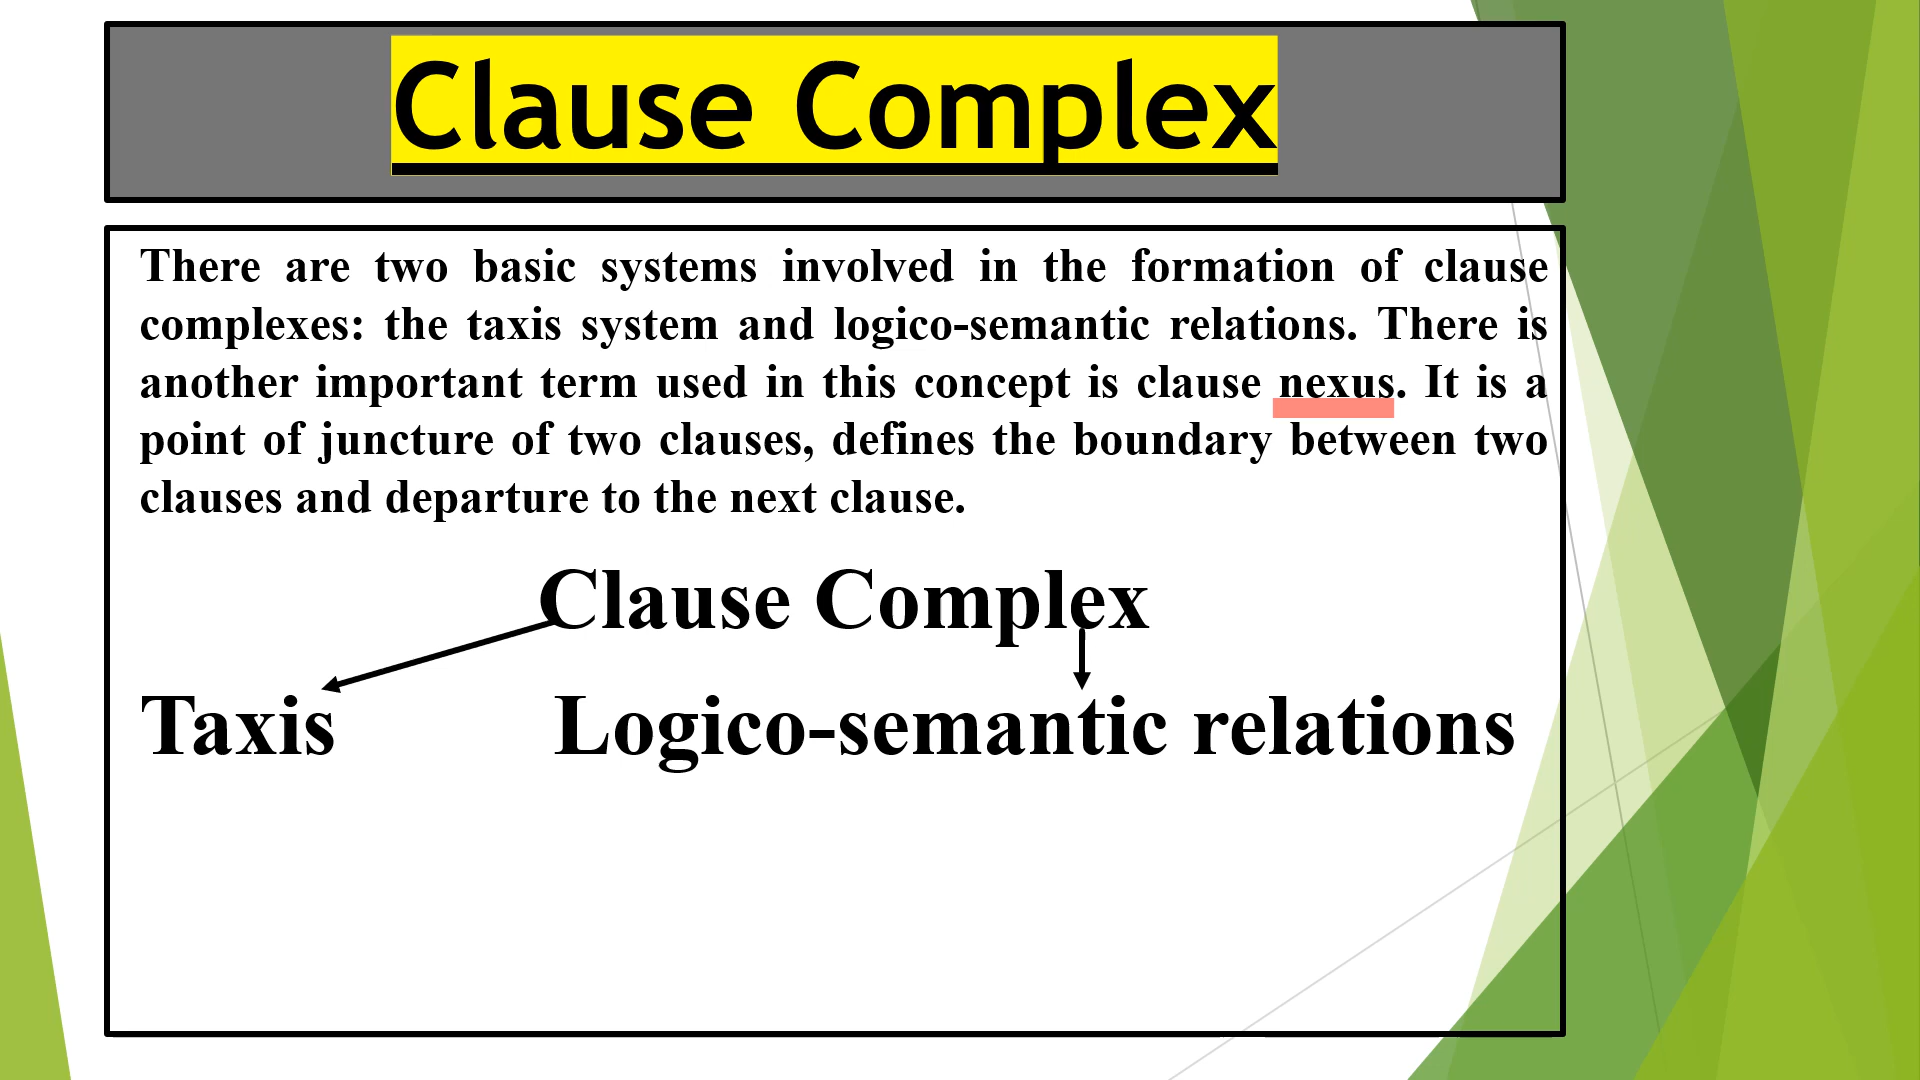 Clause Complex
There are two basic systems involved in the formation of clause
complexes: the taxis system and logico-semantic relations. There is
another important term used in this concept is clause nexus. It is a
point of juncture of two clauses, defines the boundary between two
clauses and departure to the next clause.
Clause Complex
Taxis Logico-semantic relations